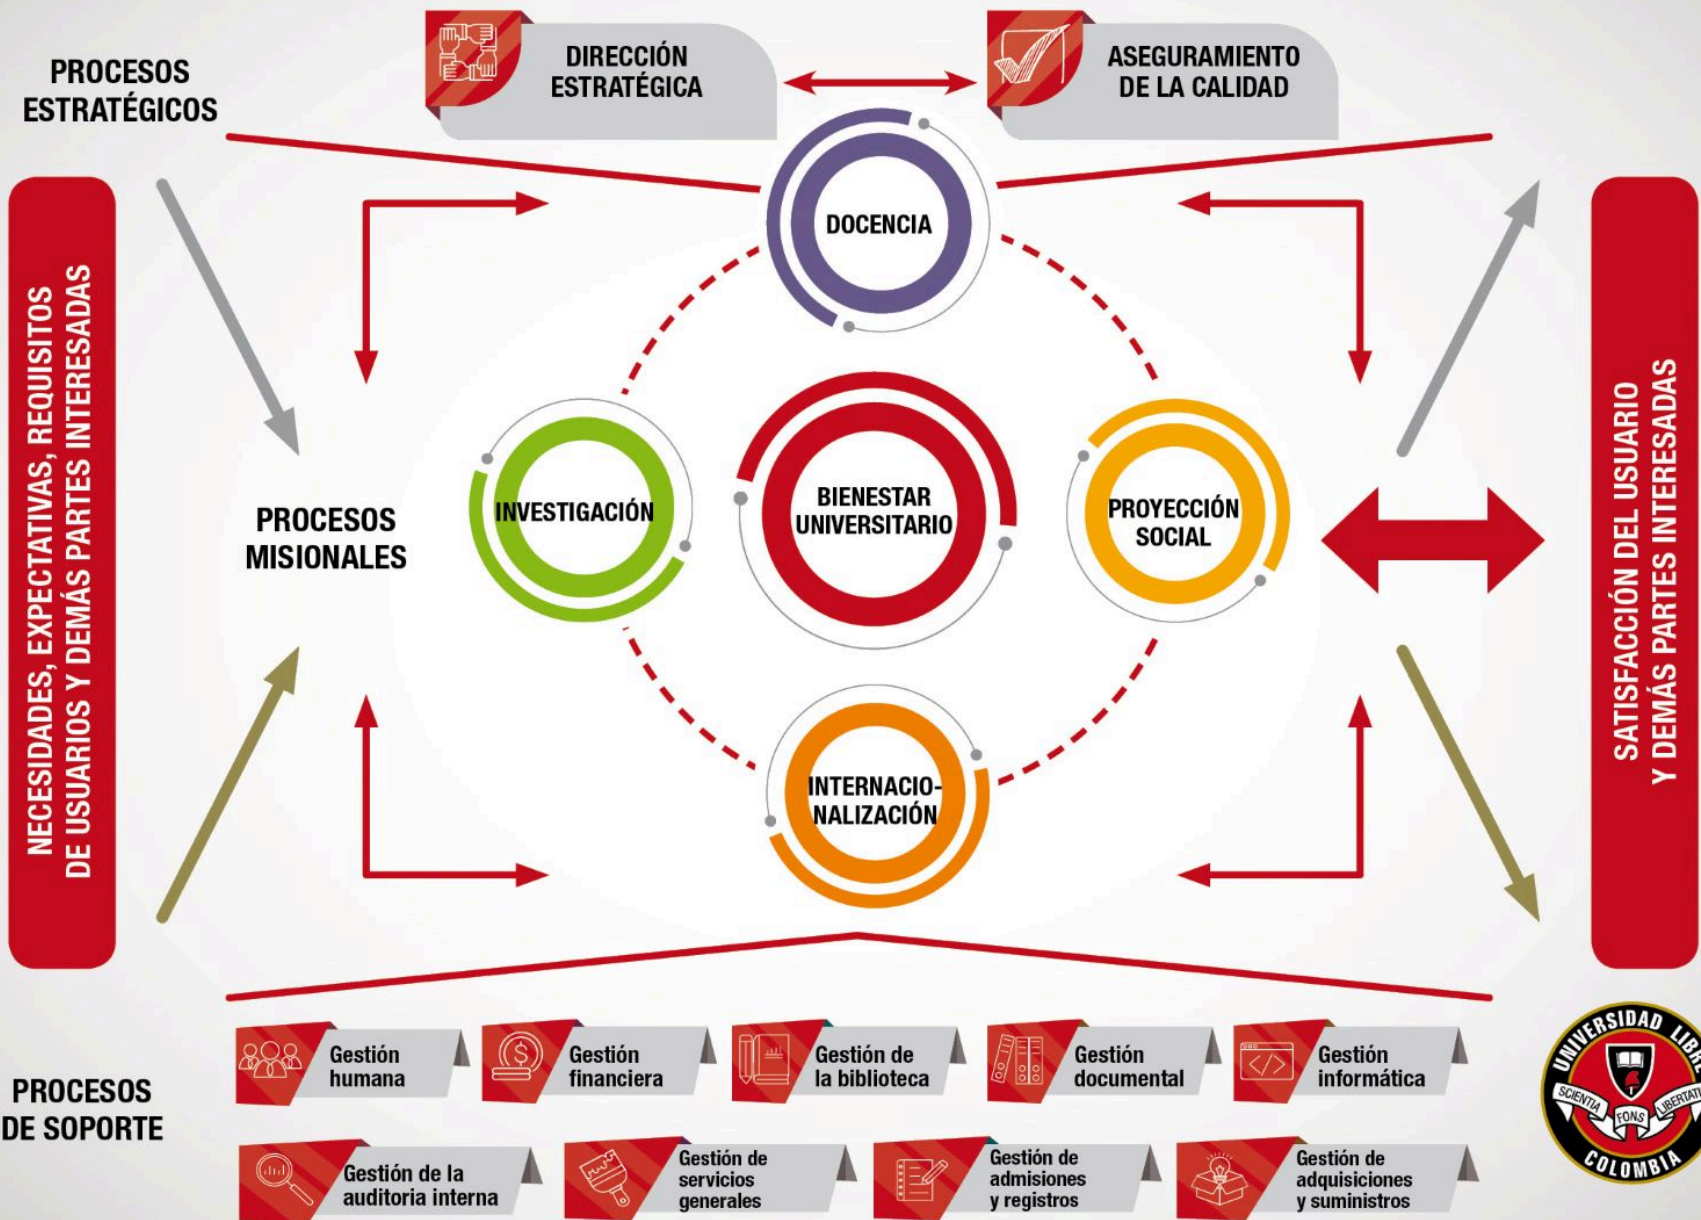 PROCESOS
ESTRATÉGICOS
DIRECCIÓN
ESTRATÉGICA
ASEGURAMIENTO
DE LA CALIDAD
NECESIDADES, EXPECTATIVAS, REQUISITOS
DE USUARIOS Y DEMÁS PARTES INTERESADAS
DOCENCIA
PROCESOS
MISIONALES
INVESTIGACIÓN
BIENESTAR
UNIVERSITARIO
PROYECCIÓN
SOCIAL
INTERNACIO-
NALIZACIÓN
SATISFACCIÓN DEL USUARIO
Y DEMÁS PARTES INTERESADAS
PROCESOS
DE SOPORTE
Gestión
humana
Gestión
financiera
Gestión de
la biblioteca
Gestión
documental
Gestión
informática
Gestión de la
auditoria interna
Gestión de
servicios
generales
Gestión de
admisiones
y registros
Gestión de
adquisiciones
y suministros
UNIVERSIDAD LIBRE
SCIENTIA
FONS
LIBERTATI
COLOMBIA